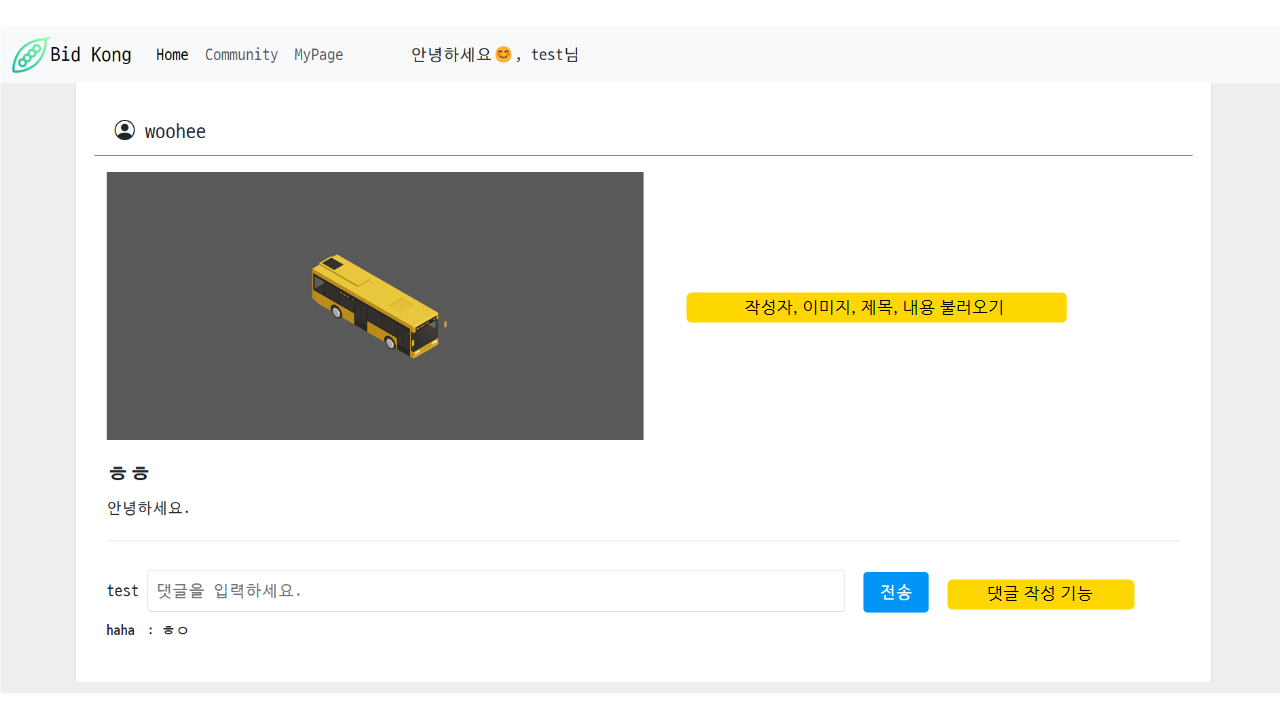 Bid Kong Home Community MyPage 안녕하세요😊, test님
woohee
작성자, 이미지, 제목, 내용 불러오기
ㅎㅎ
안녕하세요.
test 댓글을 입력하세요. 전송 댓글 작성 기능
haha : ㅎㅇ